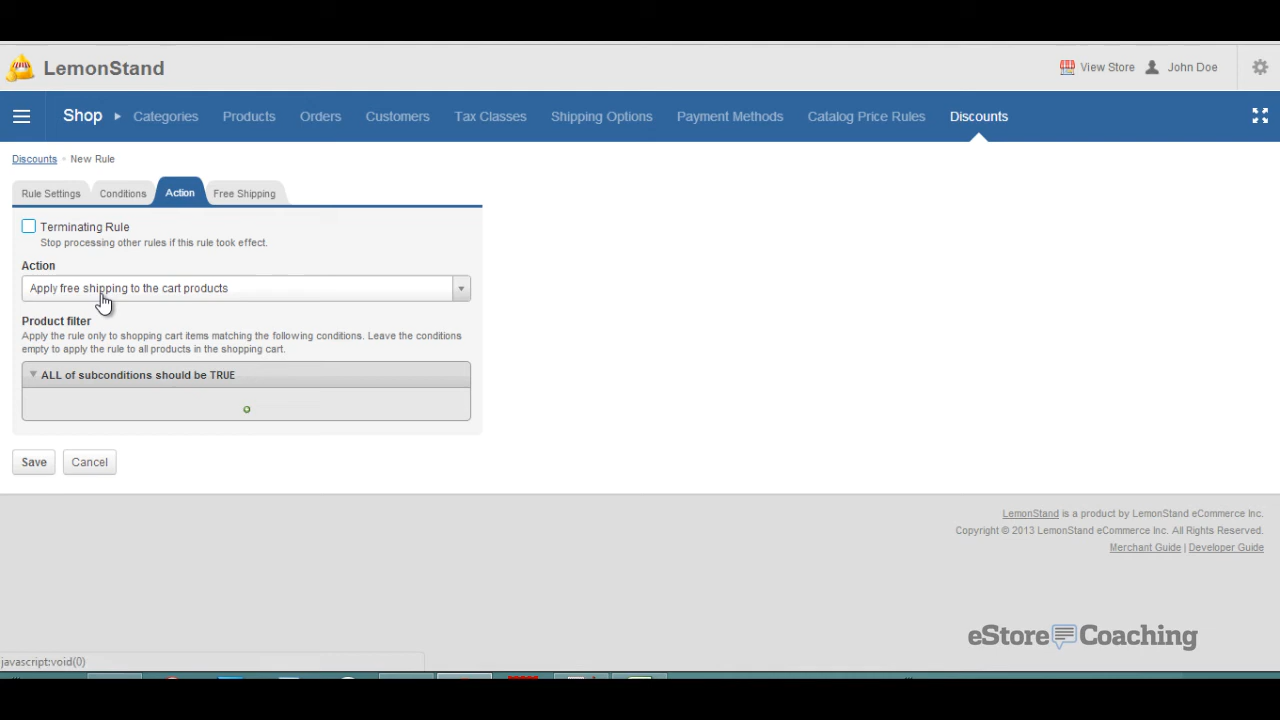 LemonStand
View Store
John Doe
Shop
Categories
Products
Orders
Customers
Tax Classes
Shipping Options
Payment Methods
Catalog Price Rules
Discounts
Discounts
New Rule
Rule Settings
Conditions
Action
Free Shipping
Terminating Rule
Stop processing other rules if this rule took effect.
Action
Apply free shipping to the cart products
Product filter
Apply the rule only to shopping cart items matching the following conditions. Leave the conditions
empty to apply the rule to all products in the shopping cart.
ALL of subconditions should be TRUE
Save
Cancel
LemonStand is a product by LemonStand eCommerce Inc.
Copyright © 2013 LemonStand eCommerce Inc. All Rights Reserved.
Merchant Guide | Developer Guide
eStore Coaching
javascript:void(0)